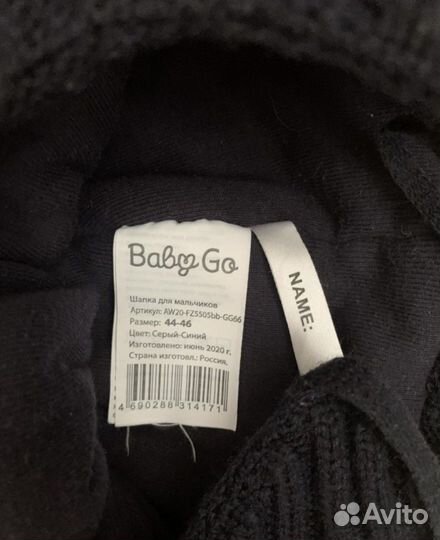 Baby Go
Шапка для мальчиков
Артикул: AW20-FZ5505bb-GG66
Размер: 44-46
Цвет: Серый-Синий
Изготовлено: июнь 2020 г.
Страна изготовл.: Россия.
4 690288 314171
NAME:
Avito